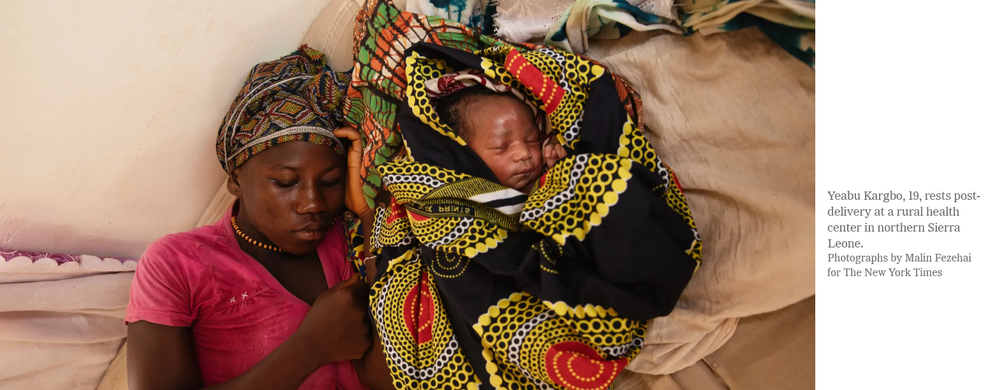 PRINTS
Yeabu Kargbo, 19, rests post-
delivery at a rural health
center in northern Sierra
Leone.
Photographs by Malin Fezehai
for The New York Times